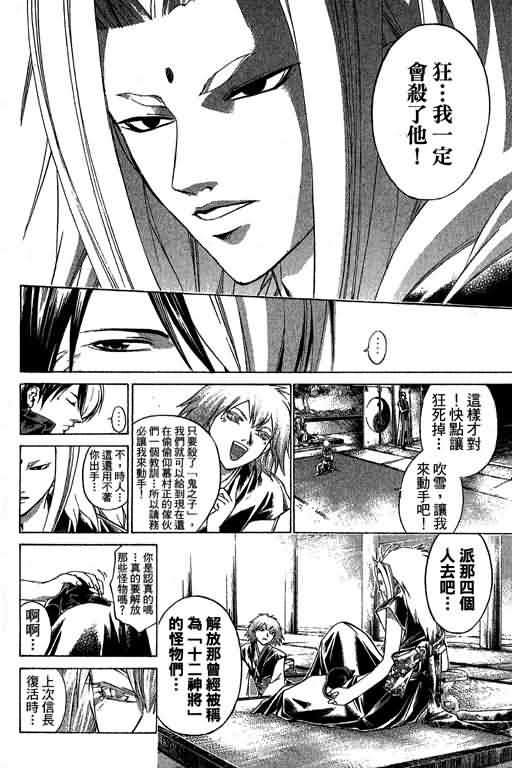 狂…我一定
會殺了他！
…
這樣才對
！快點讓
狂死掉…
吹雪，讓我
來動手吧！
只要殺了「鬼之子」，
我們就可以給到現在還
在偷偷仰慕村正的傢伙
們一個教訓…所以請務
必讓我來動手！
…
不，時人…
這還用不著
你出手…
派那四個
人去吧…
解放那曾經被稱
為「十二神將」
的怪物們…
你是認真的嗎
…真的要解放
那些怪物嗎？
啊啊…
上次信長
復活時…